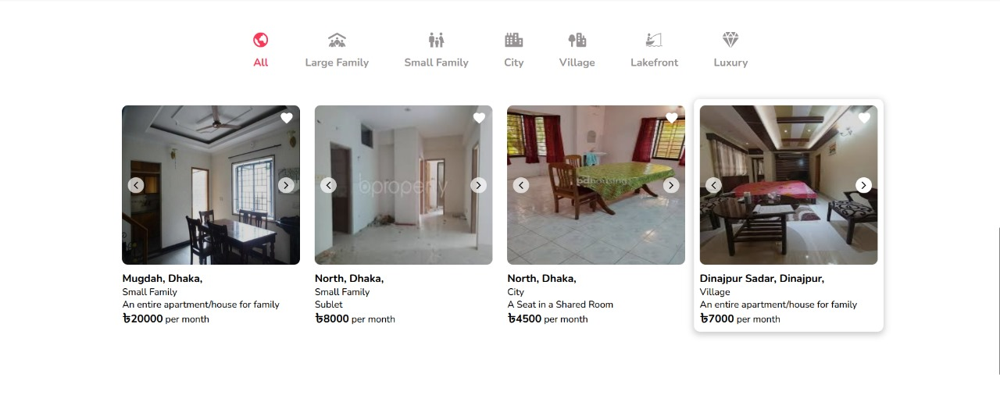 All
Large Family
Small Family
City
Village
Lakefront
Luxury
bproperty
bdhousing
Mugdah, Dhaka,
Small Family
An entire apartment/house for family
৳20000 per month
North, Dhaka,
Small Family
Sublet
৳8000 per month
North, Dhaka,
City
A Seat in a Shared Room
৳4500 per month
Dinajpur Sadar, Dinajpur,
Village
An entire apartment/house for family
৳7000 per month